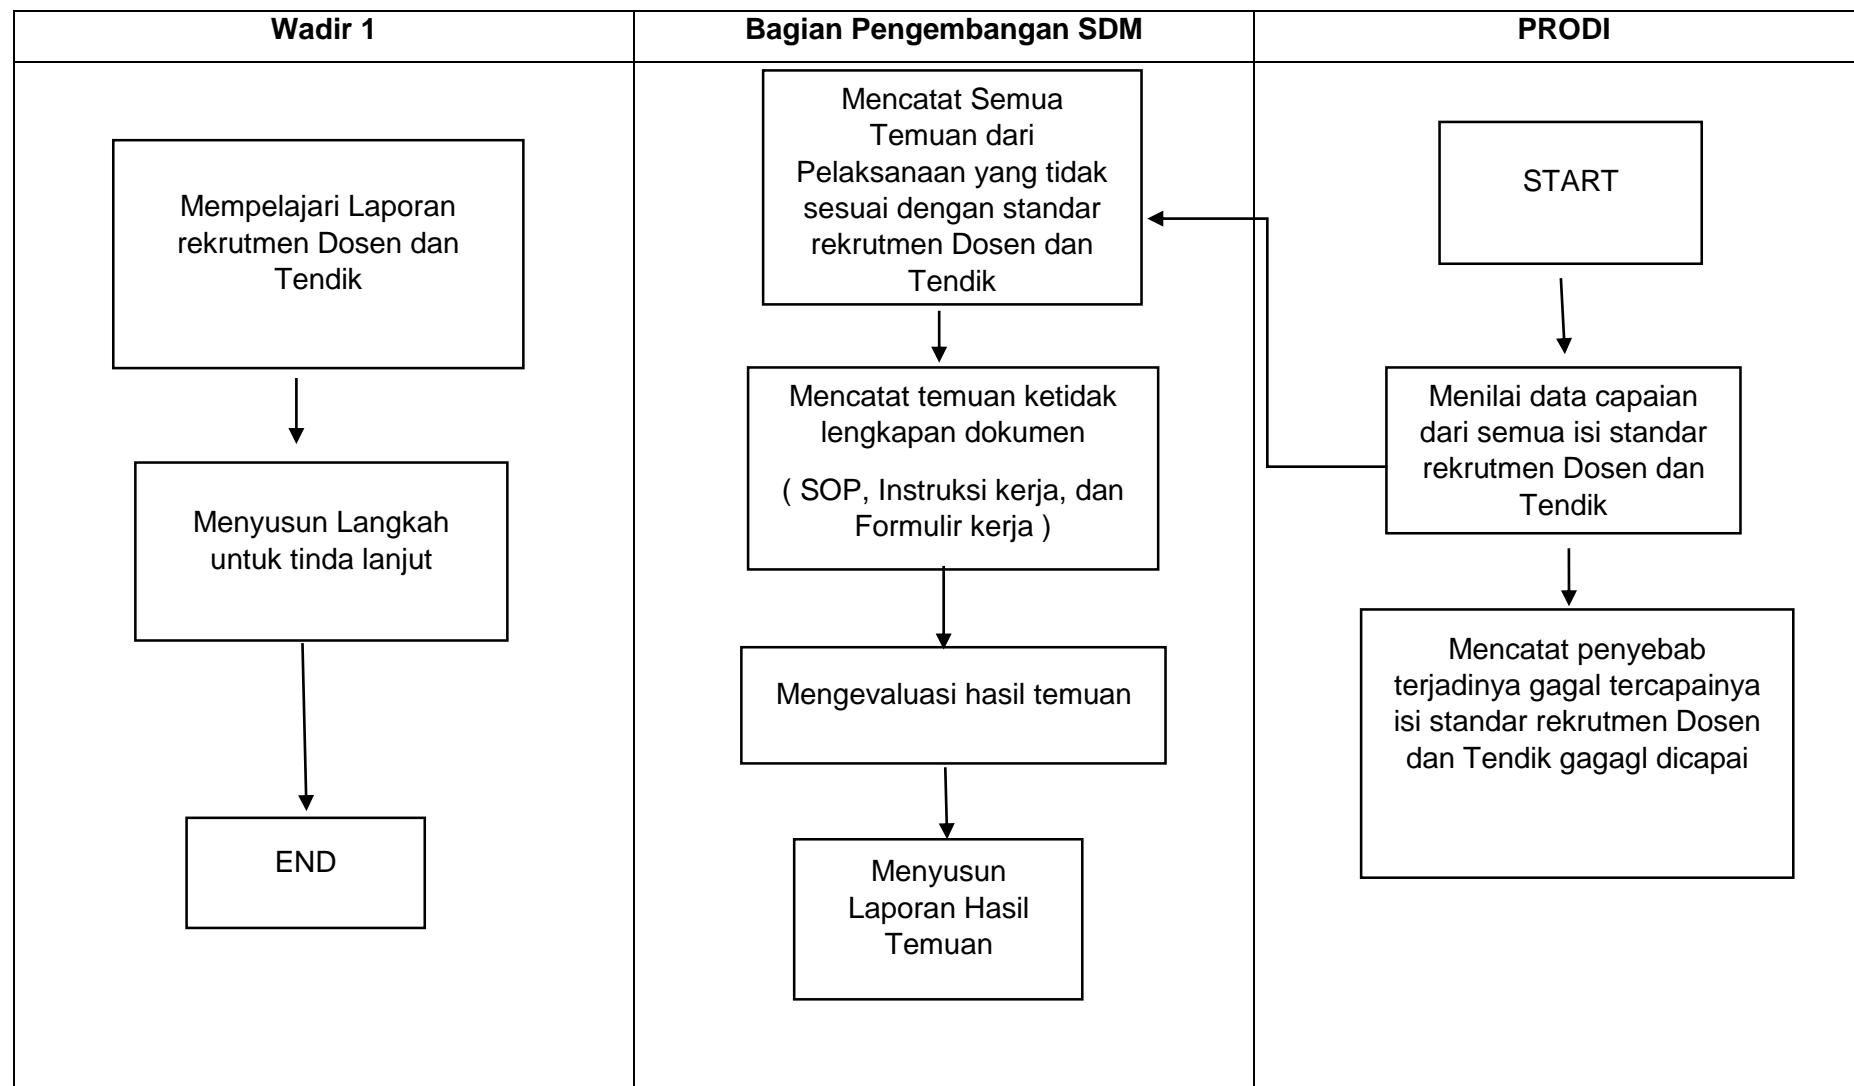 Wadir 1
Bagian Pengembangan SDM
PRODI
Mempelajari Laporan
rekrutmen Dosen dan
Tendik
Menyusun Langkah
untuk tinda lanjut
END
Mencatat Semua
Temuan dari
Pelaksanaan yang tidak
sesuai dengan standar
rekrutmen Dosen dan
Tendik
Mencatat temuan ketidak
lengkapan dokumen
( SOP, Instruksi kerja, dan
Formulir kerja )
Mengevaluasi hasil temuan
Menyusun
Laporan Hasil
Temuan
START
Menilai data capaian
dari semua isi standar
rekrutmen Dosen dan
Tendik
Mencatat penyebab
terjadinya gagal tercapainya
isi standar rekrutmen Dosen
dan Tendik gagagl dicapai